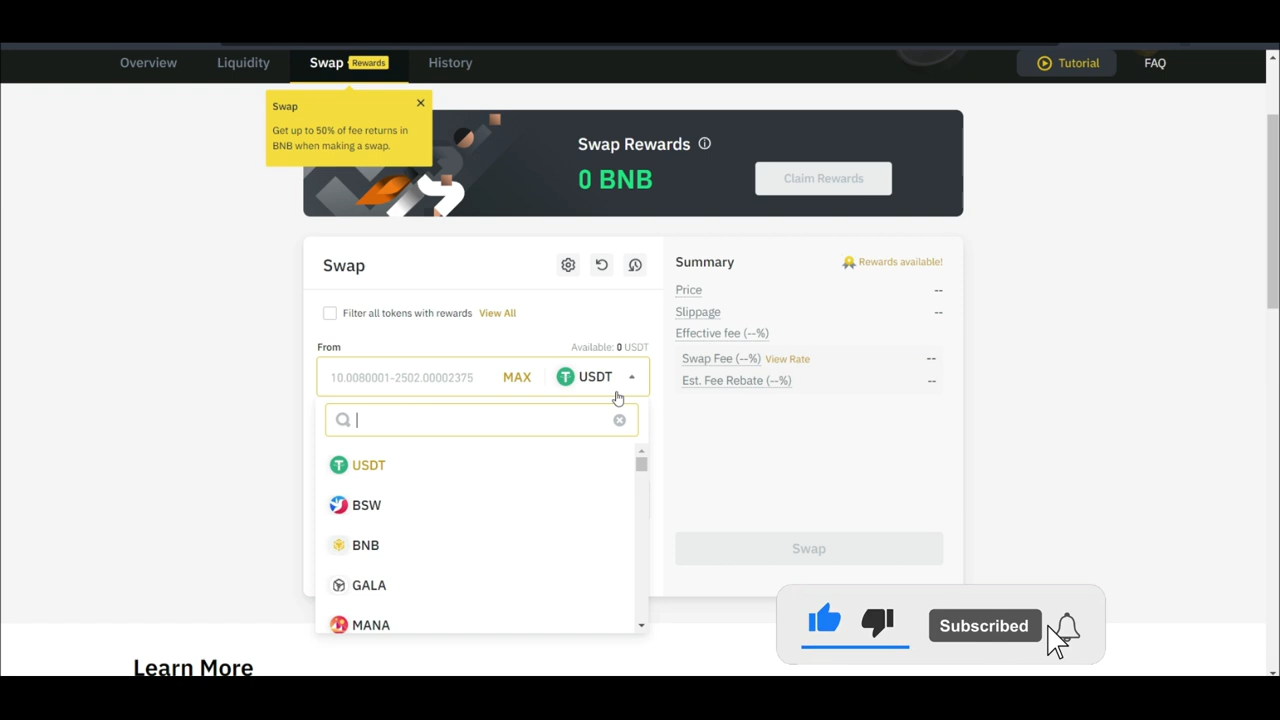 Overview Liquidity Swap Rewards History Tutorial FAQ
Swap
Get up to 50% of fee returns in
BNB when making a swap.
Swap Rewards
0 BNB
Claim Rewards
Swap
Filter all tokens with rewards View All
From Available: 0 USDT
10.0080001-2502.00002375 MAX USDT
USDT
BSW
BNB
GALA
MANA
Summary Rewards available!
Price --
Slippage --
Effective fee (--%)
Swap Fee (--%) View Rate --
Est. Fee Rebate (--%) --
Swap
Subscribed
Learn More